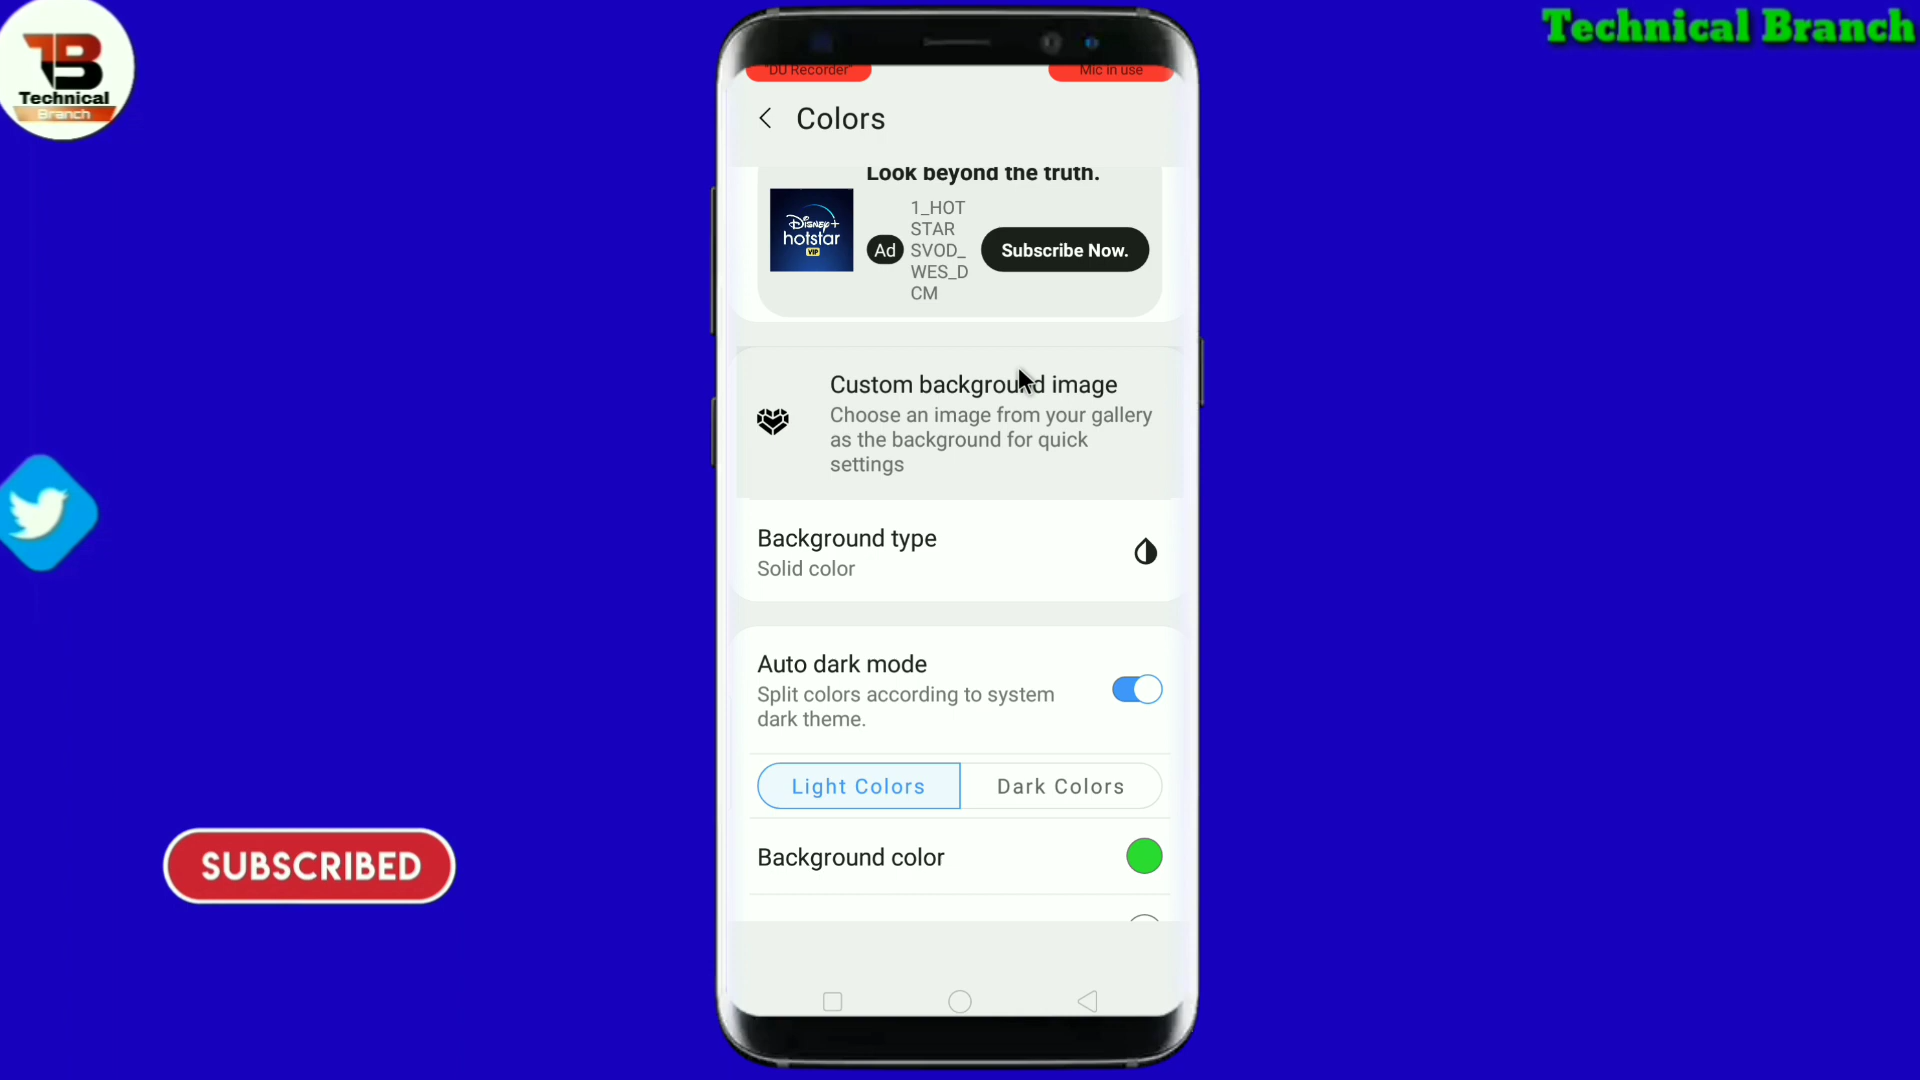 Technical Branch
TB
Technical
Branch
"DU Recorder"
Mic in use
Colors
Look beyond the truth.
Disney+
hotstar
VIP
Ad
1_HOT
STAR
SVOD_
WES_D
CM
Subscribe Now.
Custom background image
Choose an image from your gallery
as the background for quick
settings
Background type
Solid color
Auto dark mode
Split colors according to system
dark theme.
Light Colors
Dark Colors
Background color
SUBSCRIBED